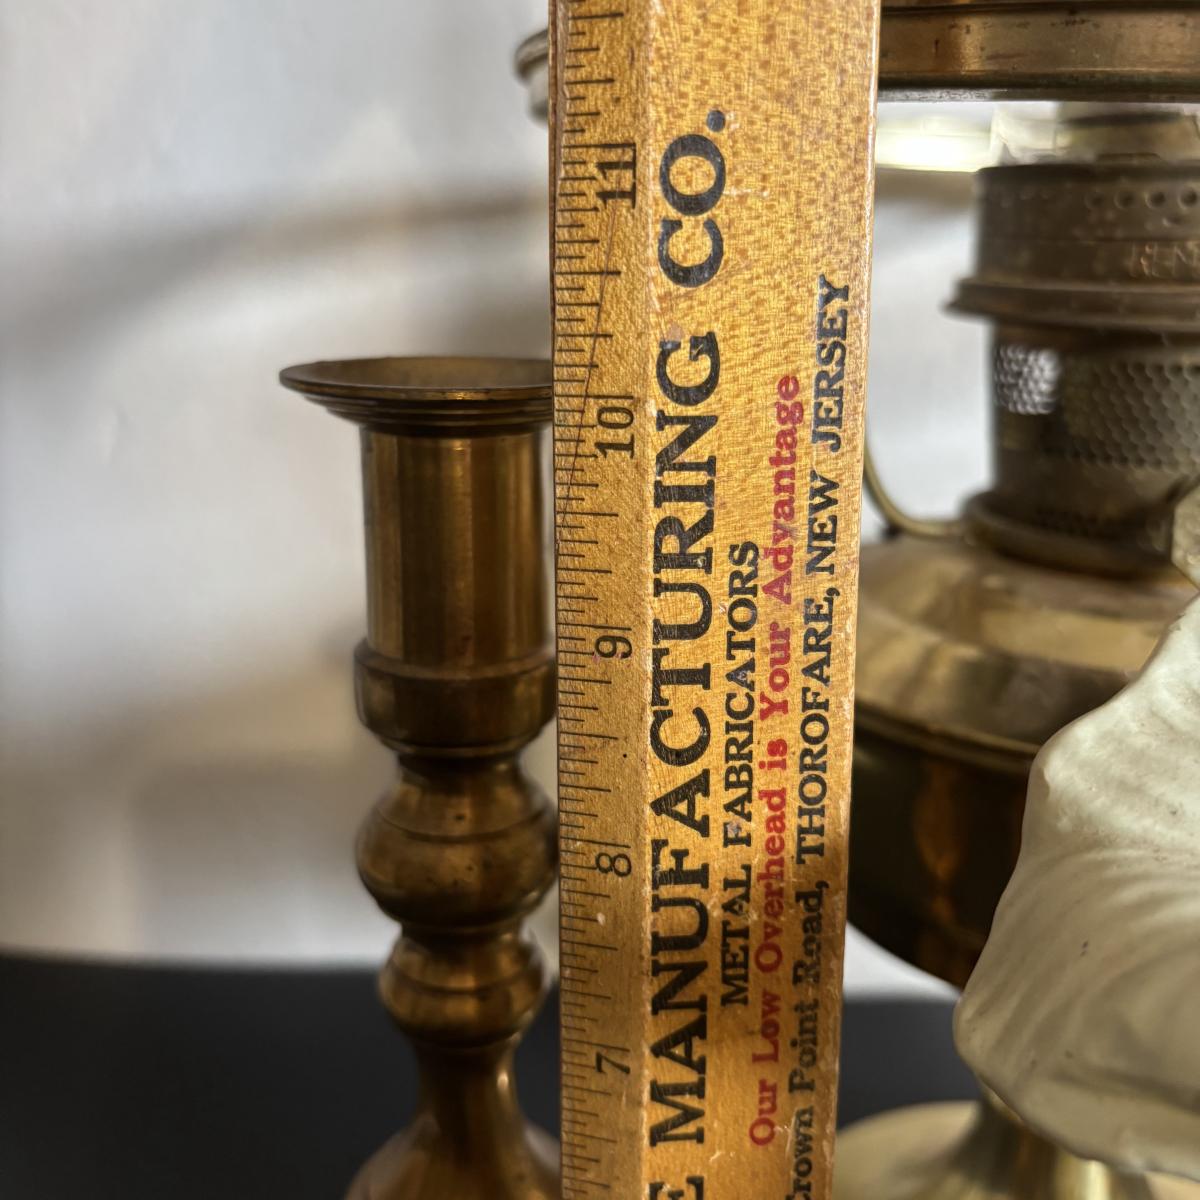 11
10
9
8
7
MANUFACTURING CO.
METAL FABRICATORS
Our Low Overhead is Your Advantage
Crown Point Road, THOROFARE, NEW JERSEY